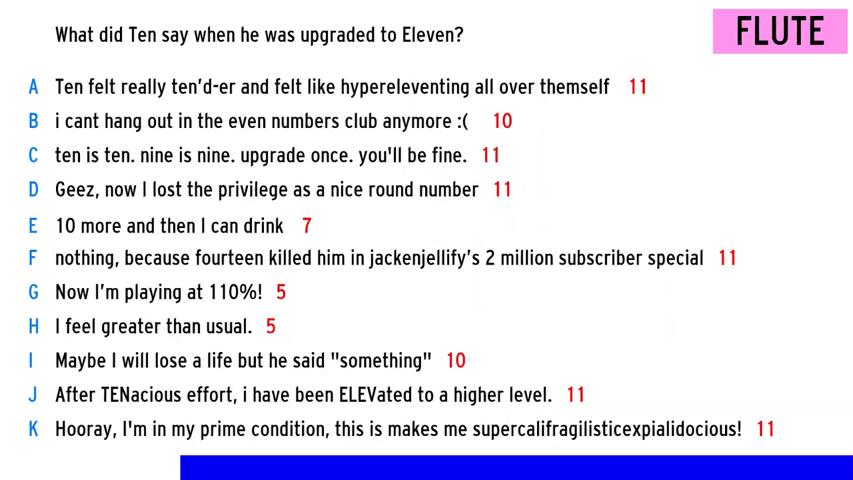 What did Ten say when he was upgraded to Eleven?
FLUTE
A Ten felt really ten'd-er and felt like hypereleventing all over themself 11
B i cant hang out in the even numbers club anymore :( 10
C ten is ten. nine is nine. upgrade once. you'll be fine. 11
D Geez, now I lost the privilege as a nice round number 11
E 10 more and then I can drink 7
F nothing, because fourteen killed him in jackenjellify's 2 million subscriber special 11
G Now I'm playing at 110%! 5
H I feel greater than usual. 5
I Maybe I will lose a life but he said "something" 10
J After TENacious effort, i have been ELEVated to a higher level. 11
K Hooray, I'm in my prime condition, this is makes me supercalifragilisticexpialidocious! 11